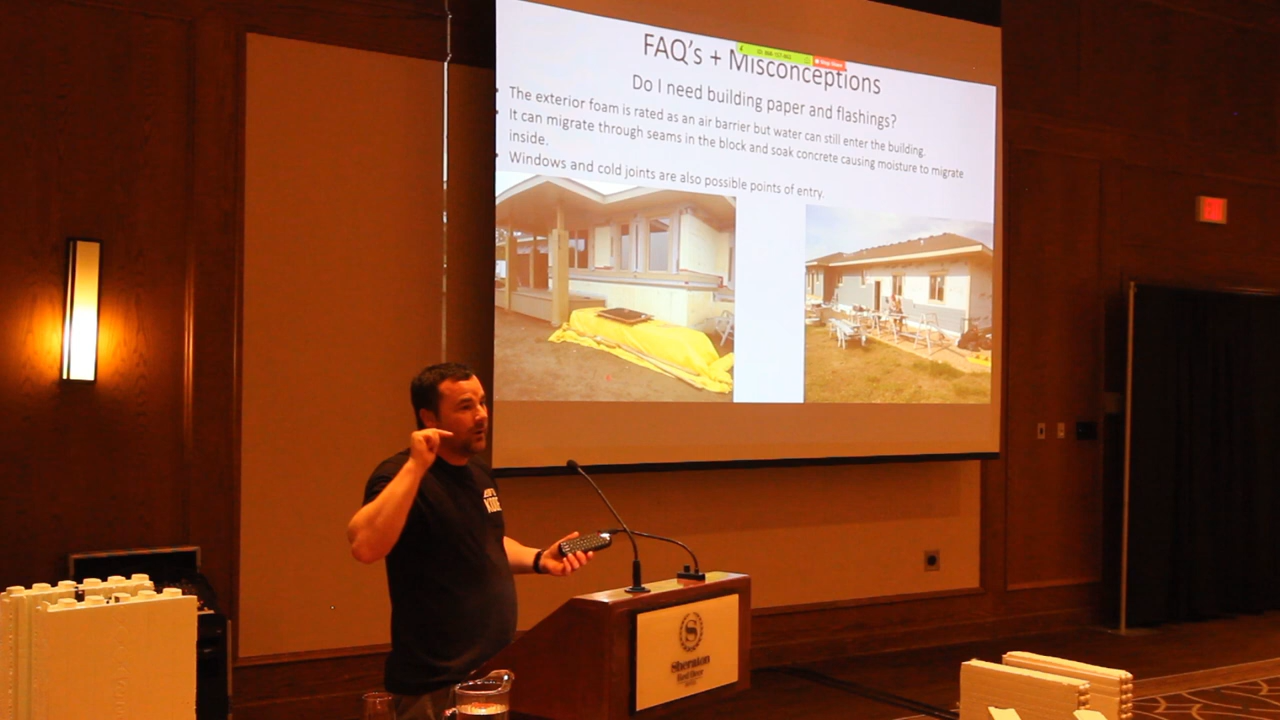 FAQ's + Misconceptions
Do I need building paper and flashings?
• The exterior foam is rated as an air barrier but water can still enter the building.
• It can migrate through seams in the block and soak concrete causing moisture to migrate
inside.
• Windows and cold joints are also possible points of entry.
S
Sheraton
Red Deer